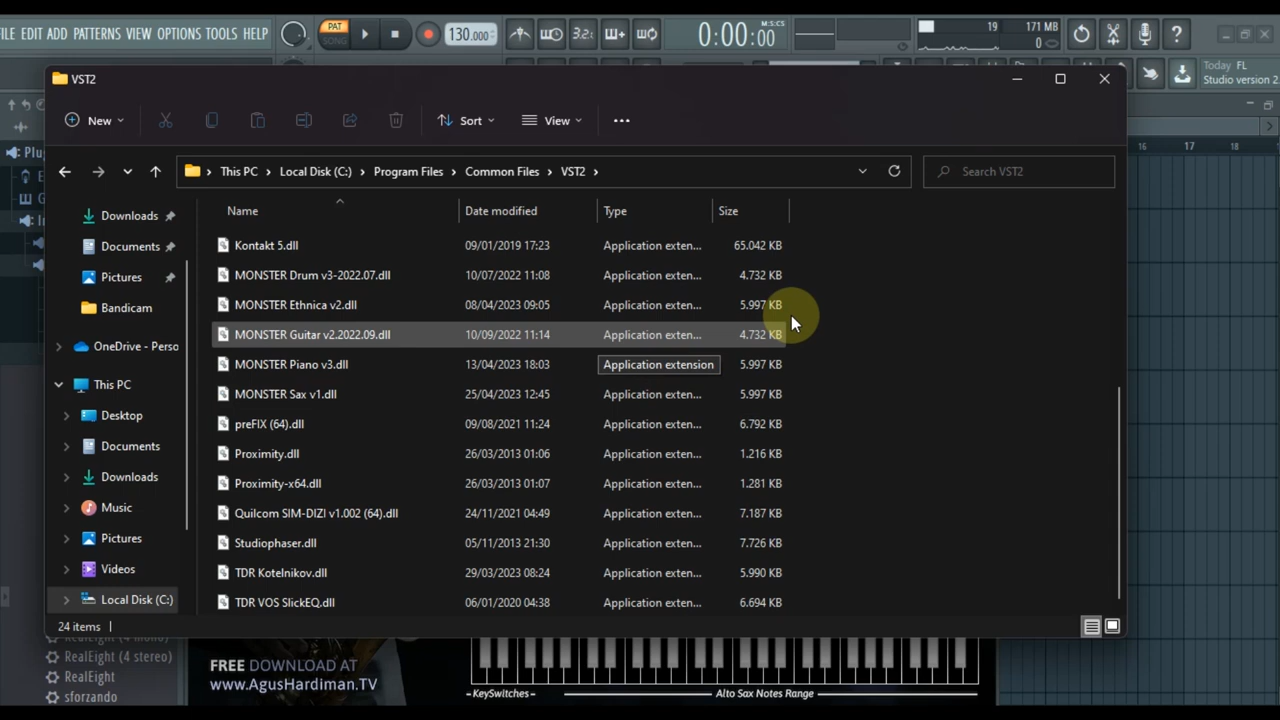 FILE EDIT ADD PATTERNS VIEW OPTIONS TOOLS HELP
PAT
SONG
130.000
3.2:
0:00:00
M:S:CS
19
171 MB
0
Today FL
Studio version 2
VST2
New
Sort
View
This PC > Local Disk (C:) > Program Files > Common Files > VST2 >
Search VST2
Plug
16 17 18
Name Date modified Type Size
Downloads
Documents
Pictures
Bandicam
OneDrive - Perso
This PC
Desktop
Documents
Downloads
Music
Pictures
Videos
Local Disk (C:)
Kontakt 5.dll 09/01/2019 17:23 Application exten... 65.042 KB
MONSTER Drum v3-2022.07.dll 10/07/2022 11:08 Application exten... 4.732 KB
MONSTER Ethnica v2.dll 08/04/2023 09:05 Application exten... 5.997 KB
MONSTER Guitar v2.2022.09.dll 10/09/2022 11:14 Application exten... 4.732 KB
MONSTER Piano v3.dll 13/04/2023 18:03 Application extension 5.997 KB
MONSTER Sax v1.dll 25/04/2023 12:45 Application exten... 5.997 KB
preFIX (64).dll 09/08/2021 11:24 Application exten... 6.792 KB
Proximity.dll 26/03/2013 01:06 Application exten... 1.216 KB
Proximity-x64.dll 26/03/2013 01:07 Application exten... 1.281 KB
Quilcom SIM-DIZI v1.002 (64).dll 24/11/2021 04:49 Application exten... 7.187 KB
Studiophaser.dll 05/11/2013 21:30 Application exten... 7.726 KB
TDR Kotelnikov.dll 29/03/2023 08:24 Application exten... 5.990 KB
TDR VOS SlickEQ.dll 06/01/2020 04:38 Application exten... 6.694 KB
24 items
RealEight (4 mono)
RealEight (4 stereo)
RealEight
sforzando
FREE DOWNLOAD AT
www.AgusHardiman.TV
KeySwitches
Alto Sax Notes Range